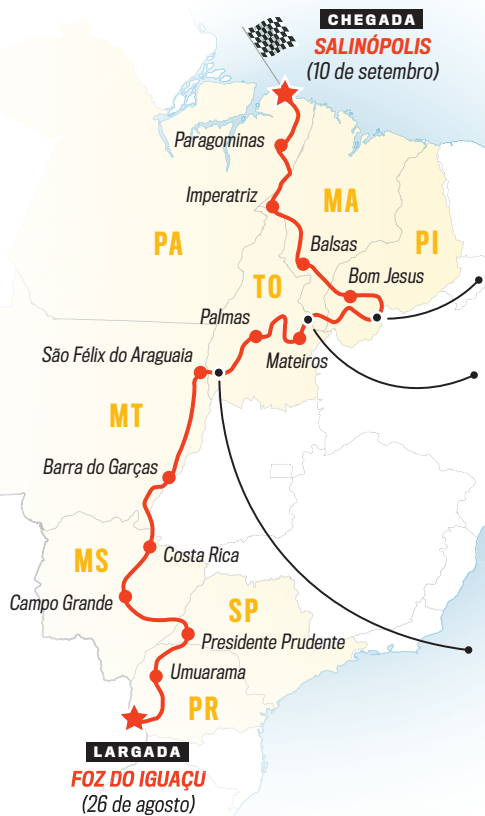 CHEGADA
SALINÓPOLIS
(10 de setembro)
Paragominas
Imperatriz
MA
PA
Balsas
PI
TO
Bom Jesus
Palmas
São Félix do Araguaia
Mateiros
MT
Barra do Garças
Costa Rica
MS
Campo Grande
SP
Presidente Prudente
Umuarama
PR
LARGADA
FOZ DO IGUAÇU
(26 de agosto)